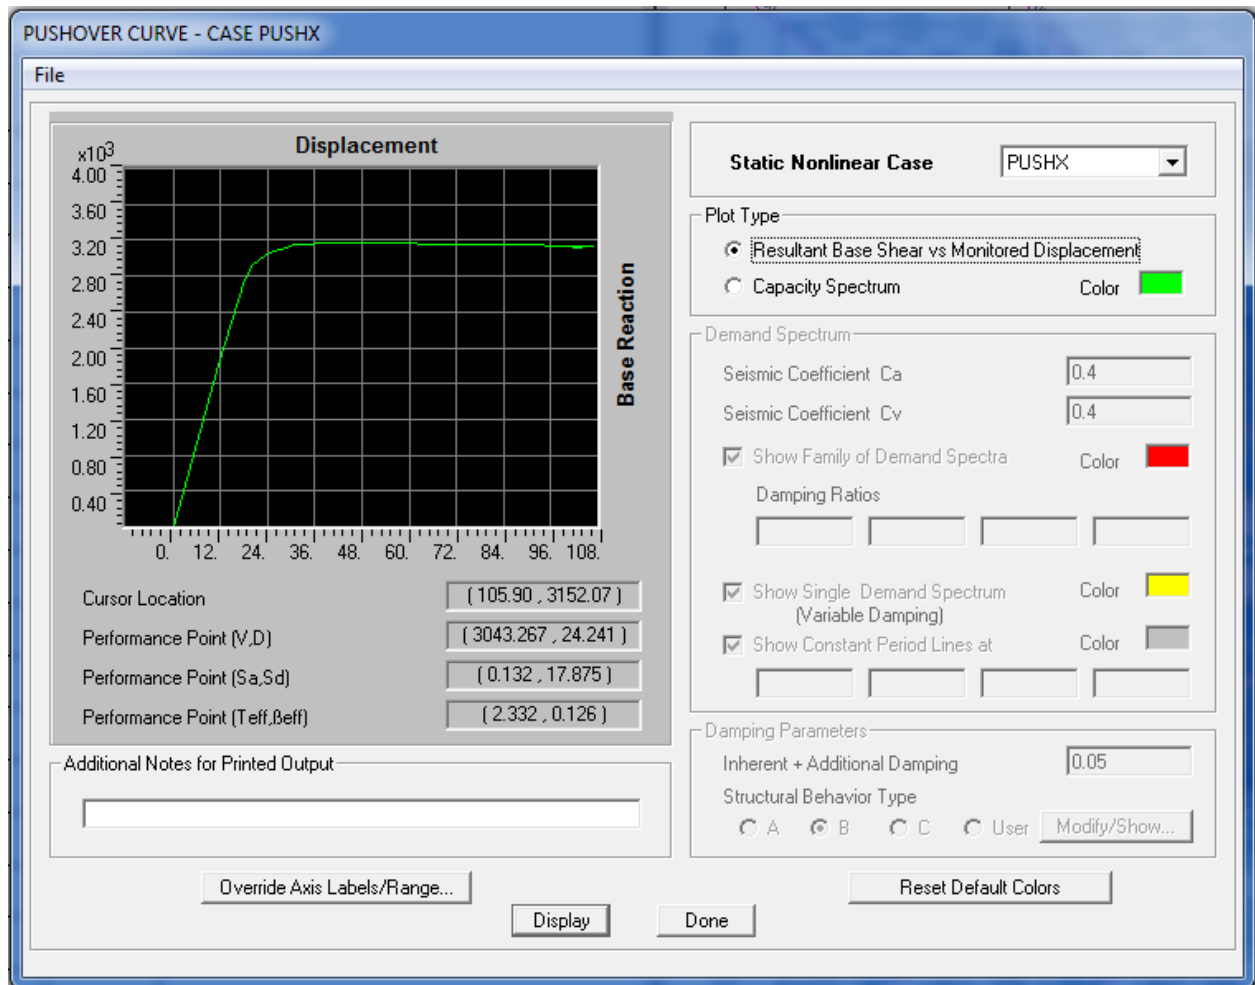 PUSHOVER CURVE - CASE PUSHX
File
Displacement
x10³
4.00
3.60
3.20
2.80
2.40
2.00
1.60
1.20
0.80
0.40
0. 12. 24. 36. 48. 60. 72. 84. 96. 108.
Base Reaction
Cursor Location ( 105.90 , 3152.07 )
Performance Point (V,D) ( 3043.267 , 24.241 )
Performance Point (Sa,Sd) ( 0.132 , 17.875 )
Performance Point (Teff,βeff) ( 2.332 , 0.126 )
Additional Notes for Printed Output
Override Axis Labels/Range...
Static Nonlinear Case PUSHX
Plot Type
Resultant Base Shear vs Monitored Displacement
Capacity Spectrum Color
Demand Spectrum
Seismic Coefficient Ca 0.4
Seismic Coefficient Cv 0.4
Show Family of Demand Spectra Color
Damping Ratios
Show Single Demand Spectrum Color
(Variable Damping)
Show Constant Period Lines at Color
Damping Parameters
Inherent + Additional Damping 0.05
Structural Behavior Type
A B C User Modify/Show...
Reset Default Colors
Display Done